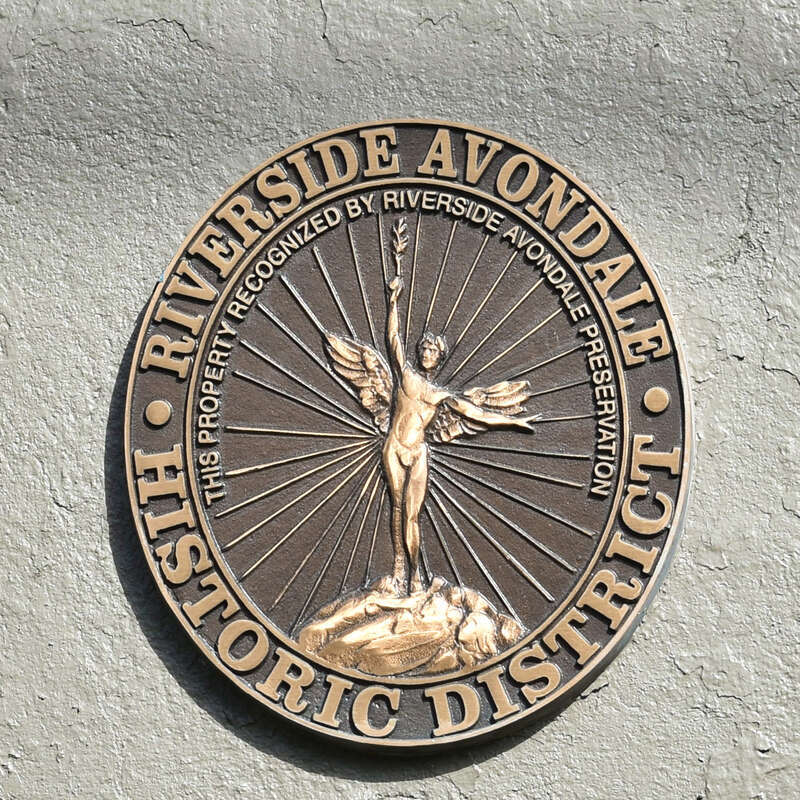 RIVERSIDE AVONDALE
THIS PROPERTY RECOGNIZED BY RIVERSIDE AVONDALE PRESERVATION
HISTORIC DISTRICT